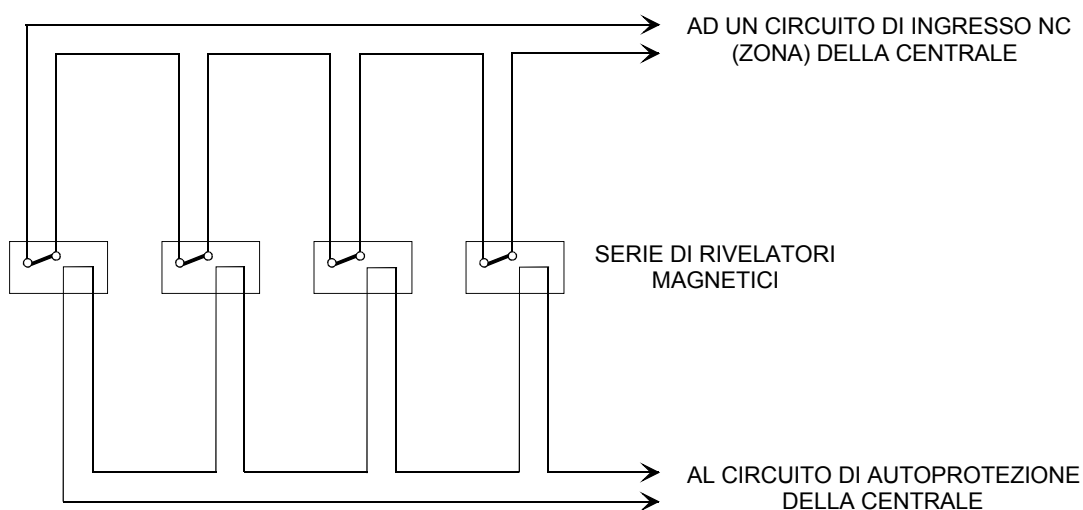 AD UN CIRCUITO DI INGRESSO NC
(ZONA) DELLA CENTRALE
SERIE DI RIVELATORI
MAGNETICI
AL CIRCUITO DI AUTOPROTEZIONE
DELLA CENTRALE